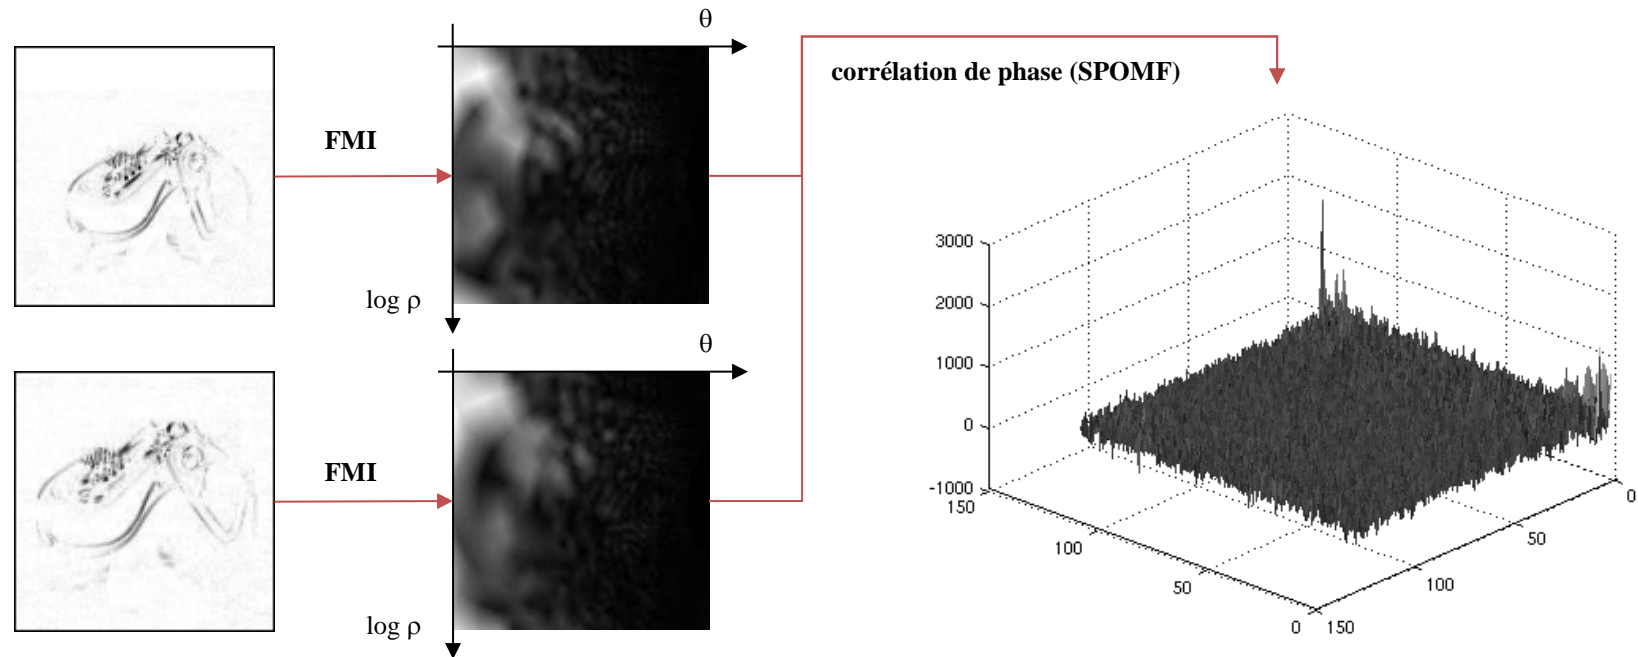 θ
FMI
log ρ
θ
FMI
log ρ
corrélation de phase (SPOMF)
3000
2000
1000
0
-1000
150
100
50
0
150
100
50
0